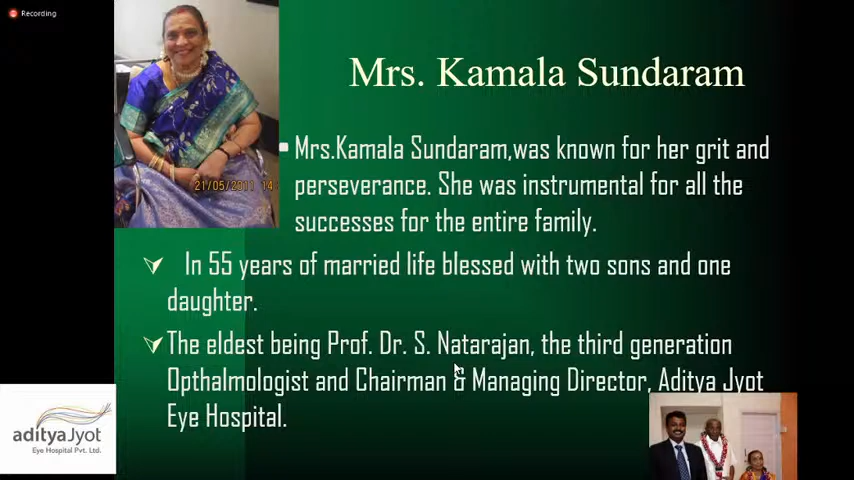 Recording
Mrs. Kamala Sundaram
Mrs.Kamala Sundaram,was known for her grit and
perseverance. She was instrumental for all the
successes for the entire family.
21/05/2011 14:
In 55 years of married life blessed with two sons and one
daughter.
The eldest being Prof. Dr. S. Natarajan, the third generation
Opthalmologist and Chairman & Managing Director, Aditya Jyot
Eye Hospital.
adityaJyot
Eye Hospital Pvt. Ltd.